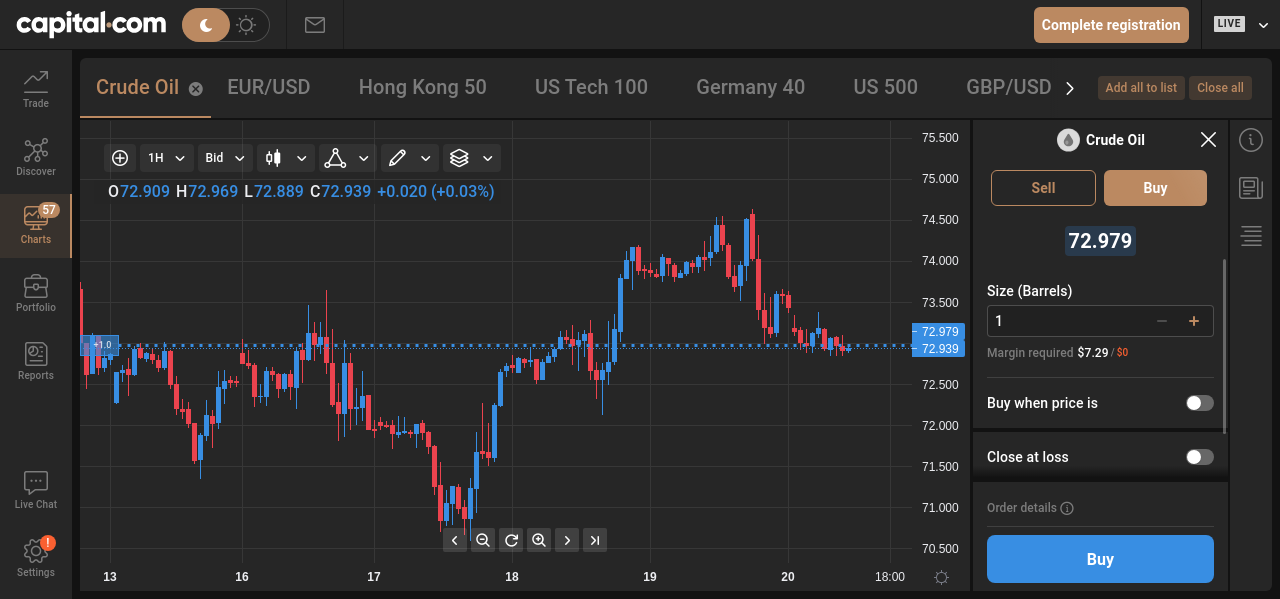 capital.com
Complete registration
LIVE
Trade
Discover
57
Charts
Portfolio
Reports
Live Chat
!
Settings
Crude Oil
EUR/USD
Hong Kong 50
US Tech 100
Germany 40
US 500
GBP/USD
Add all to list
Close all
1H
Bid
O72.909 H72.969 L72.889 C72.939 +0.020 (+0.03%)
+1.0
75.500
75.000
74.500
74.000
73.500
72.979
72.939
72.500
72.000
71.500
71.000
70.500
13
16
17
18
19
20
18:00
Crude Oil
Sell
Buy
72.979
Size (Barrels)
1
Margin required $7.29 / $0
Buy when price is
Close at loss
Order details
Buy